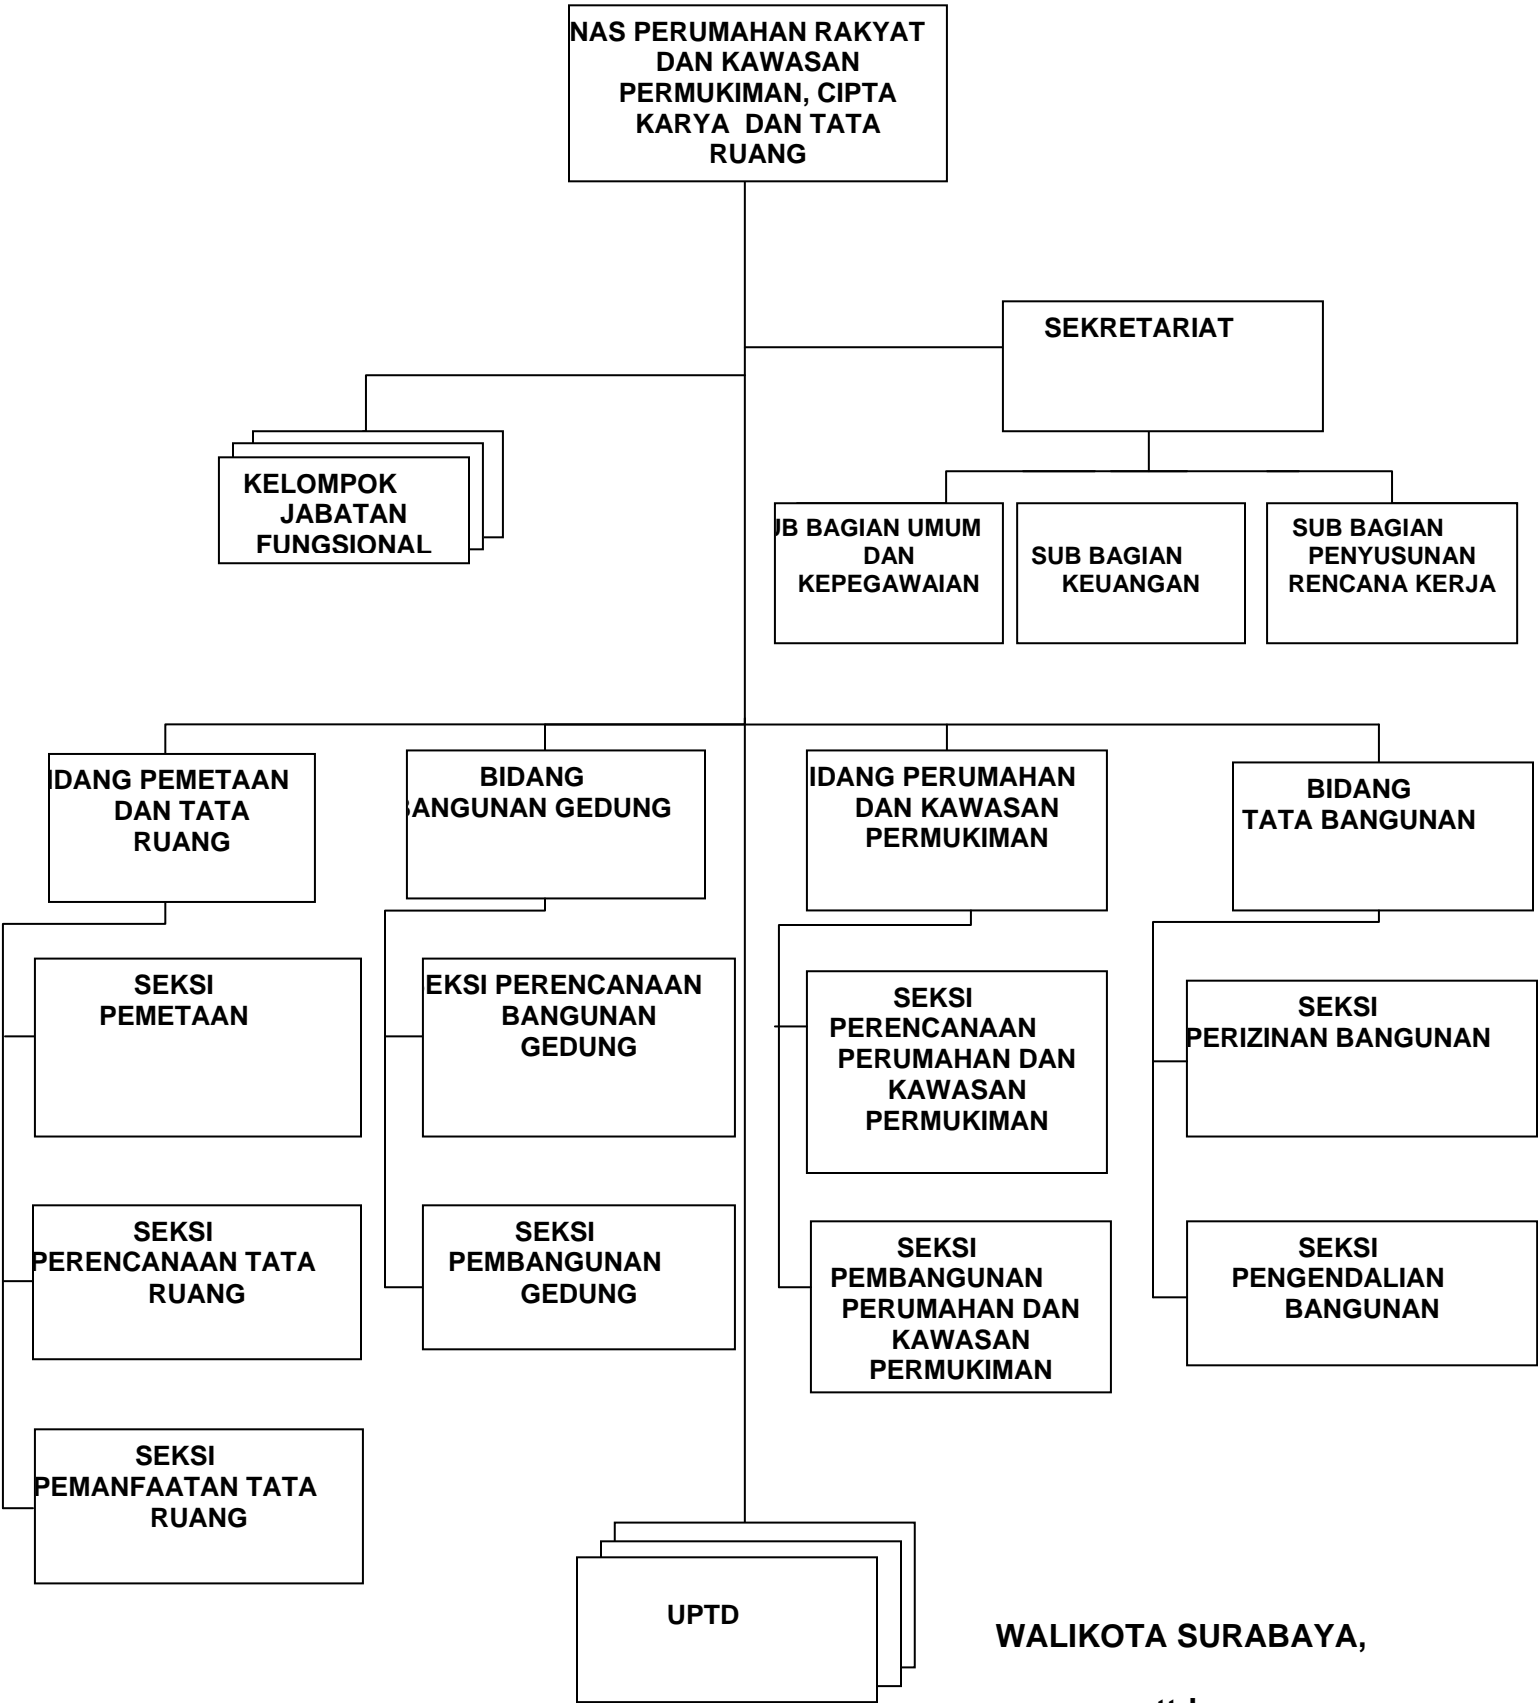 NAS PERUMAHAN RAKYAT
DAN KAWASAN
PERMUKIMAN, CIPTA
KARYA DAN TATA
RUANG
SEKRETARIAT
KELOMPOK
JABATAN
FUNGSIONAL
UB BAGIAN UMUM
DAN
KEPEGAWAIAN
SUB BAGIAN
KEUANGAN
SUB BAGIAN
PENYUSUNAN
RENCANA KERJA
IDANG PEMETAAN
DAN TATA
RUANG
BIDANG
BANGUNAN GEDUNG
IDANG PERUMAHAN
DAN KAWASAN
PERMUKIMAN
BIDANG
TATA BANGUNAN
SEKSI
PEMETAAN
EKSI PERENCANAAN
BANGUNAN
GEDUNG
SEKSI
PERENCANAAN
PERUMAHAN DAN
KAWASAN
PERMUKIMAN
SEKSI
PERIZINAN BANGUNAN
SEKSI
PERENCANAAN TATA
RUANG
SEKSI
PEMBANGUNAN
GEDUNG
SEKSI
PEMBANGUNAN
PERUMAHAN DAN
KAWASAN
PERMUKIMAN
SEKSI
PENGENDALIAN
BANGUNAN
SEKSI
PEMANFAATAN TATA
RUANG
UPTD
WALIKOTA SURABAYA,